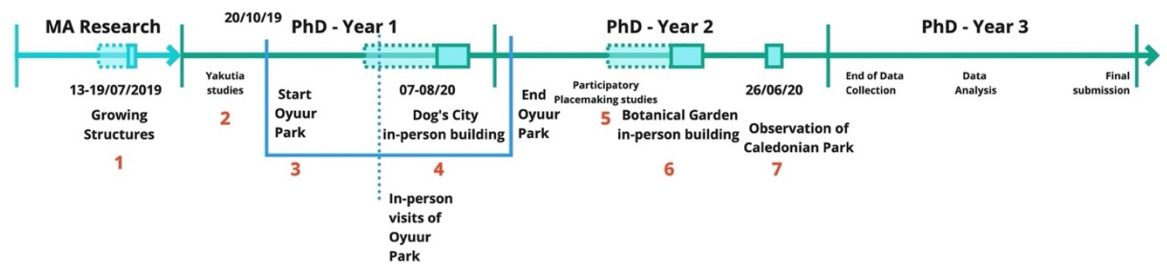 MA Research
20/10/19
PhD - Year 1
PhD - Year 2
PhD - Year 3
13-19/07/2019
Growing
Structures
1
Yakutia
studies
2
Start
Oyuur
Park
3
07-08/20
Dog's City
in-person building
4
In-person
visits of
Oyuur
Park
End
Oyuur
Park
Participatory
Placemaking studies
5
Botanical Garden
in-person building
6
26/06/20
Observation of
Caledonian Park
7
End of Data
Collection
Data
Analysis
Final
submission